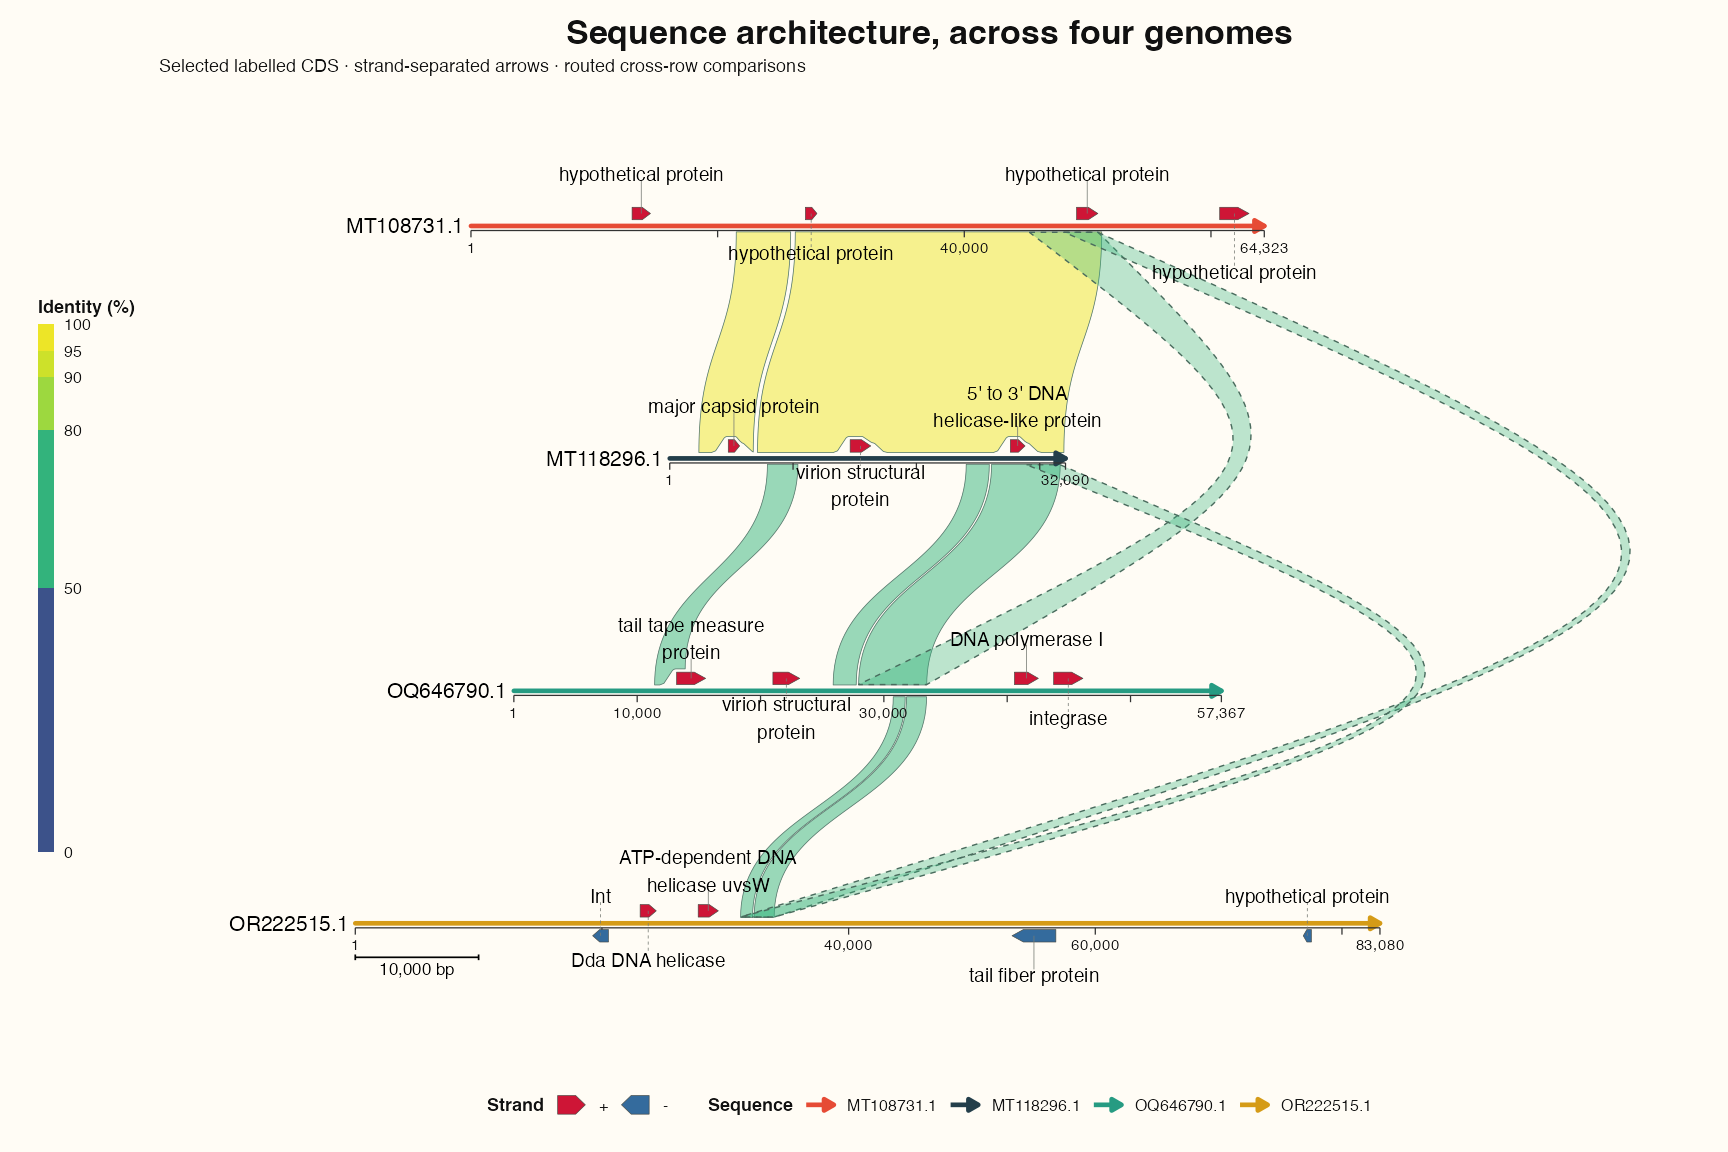 Sequence architecture, across four genomes
Selected labelled CDS · strand-separated arrows · routed cross-row comparisons
hypothetical protein
hypothetical protein
MT108731.1
1
40,000
64,323
hypothetical protein
hypothetical protein
Identity (%)
100
95
90
80
50
0
5' to 3' DNA
helicase-like protein
major capsid protein
MT118296.1
1
32,090
virion structural
protein
tail tape measure
protein
DNA polymerase I
OQ646790.1
1
10,000
30,000
57,367
virion structural
protein
integrase
ATP-dependent DNA
helicase uvsW
Int
hypothetical protein
OR222515.1
1
40,000
60,000
83,080
10,000 bp
Dda DNA helicase
tail fiber protein
Strand + - Sequence MT108731.1 MT118296.1 OQ646790.1 OR222515.1